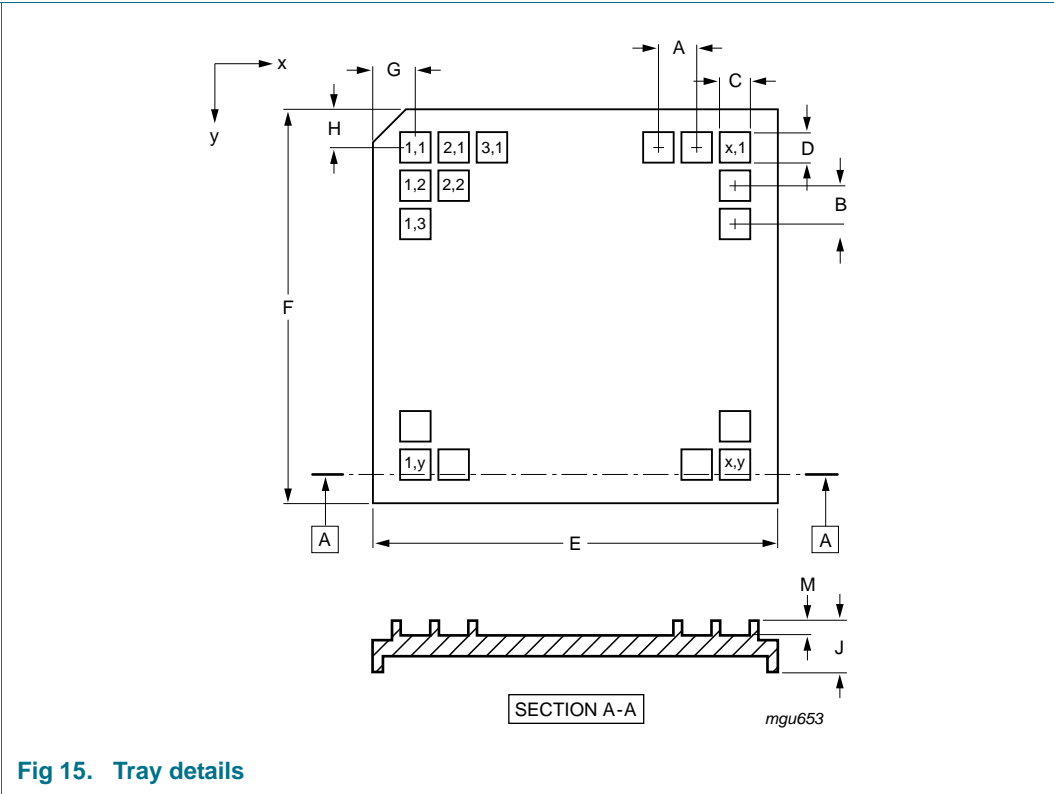 A
x
G
C
y
H
1,1 2,1 3,1 x,1
D
1,2 2,2
B
1,3
F
1,y x,y
A A
E
M
J
SECTION A-A
mgu653
Fig 15. Tray details